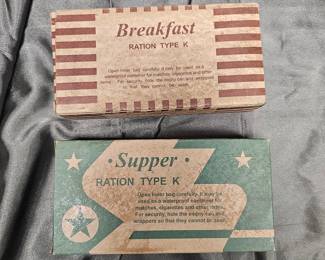 Breakfast
RATION TYPE K
Open inner bag carefully. It may be used as a
waterproof container for matches, cigarettes and other
items. For security, hide the empty can and wrappers
so that they cannot be seen.
• Supper •
RATION TYPE K
Open inner bag carefully. It may be
used as a waterproof container for
matches, cigarettes and other items.
For security, hide the empty can and
wrappers so that they cannot be seen.